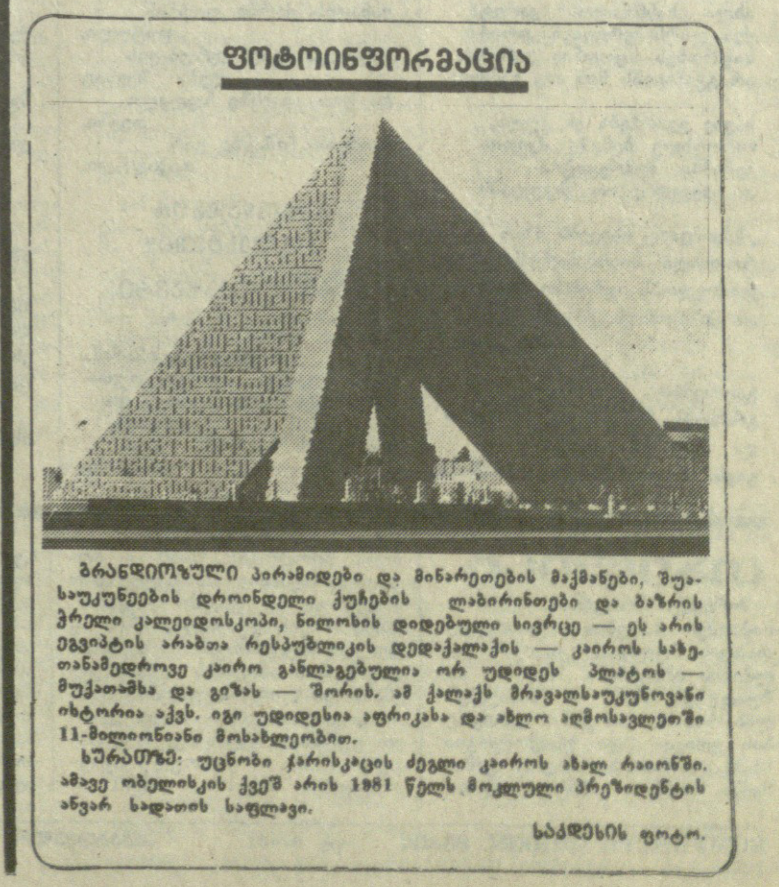 ფოტოინფორმაცია
გრანდიოზული პირამიდები და მინარეთების მაქმანები, შუა-
საუკუნეების დროინდელი ქუჩების ლაბირინთები და ბაზრის
ჭრელი კალეიდოსკოპი, ნილოსის დიდებული სივრცე — ეს არის
ეგვიპტის არაბთა რესპუბლიკის დედაქალაქის — კაიროს სახე.
თანამედროვე კაირო განლაგებულია ორ უდიდეს პლატოს —
მუქათამსა და გიზას — შორის. ამ ქალაქს მრავალსაუკუნოვანი
ისტორია აქვს. იგი უდიდესია აფრიკასა და ახლო აღმოსავლეთში
11-მილიონიანი მოსახლეობით.
სურათზე: უცნობი ჯარისკაცის ძეგლი კაიროს ახალ რაიონში.
ამავე ობელისკის ქვეშ არის 1981 წელს მოკლული პრეზიდენტის
ანვარ სადათის საფლავი.
საკდესის ფოტო.